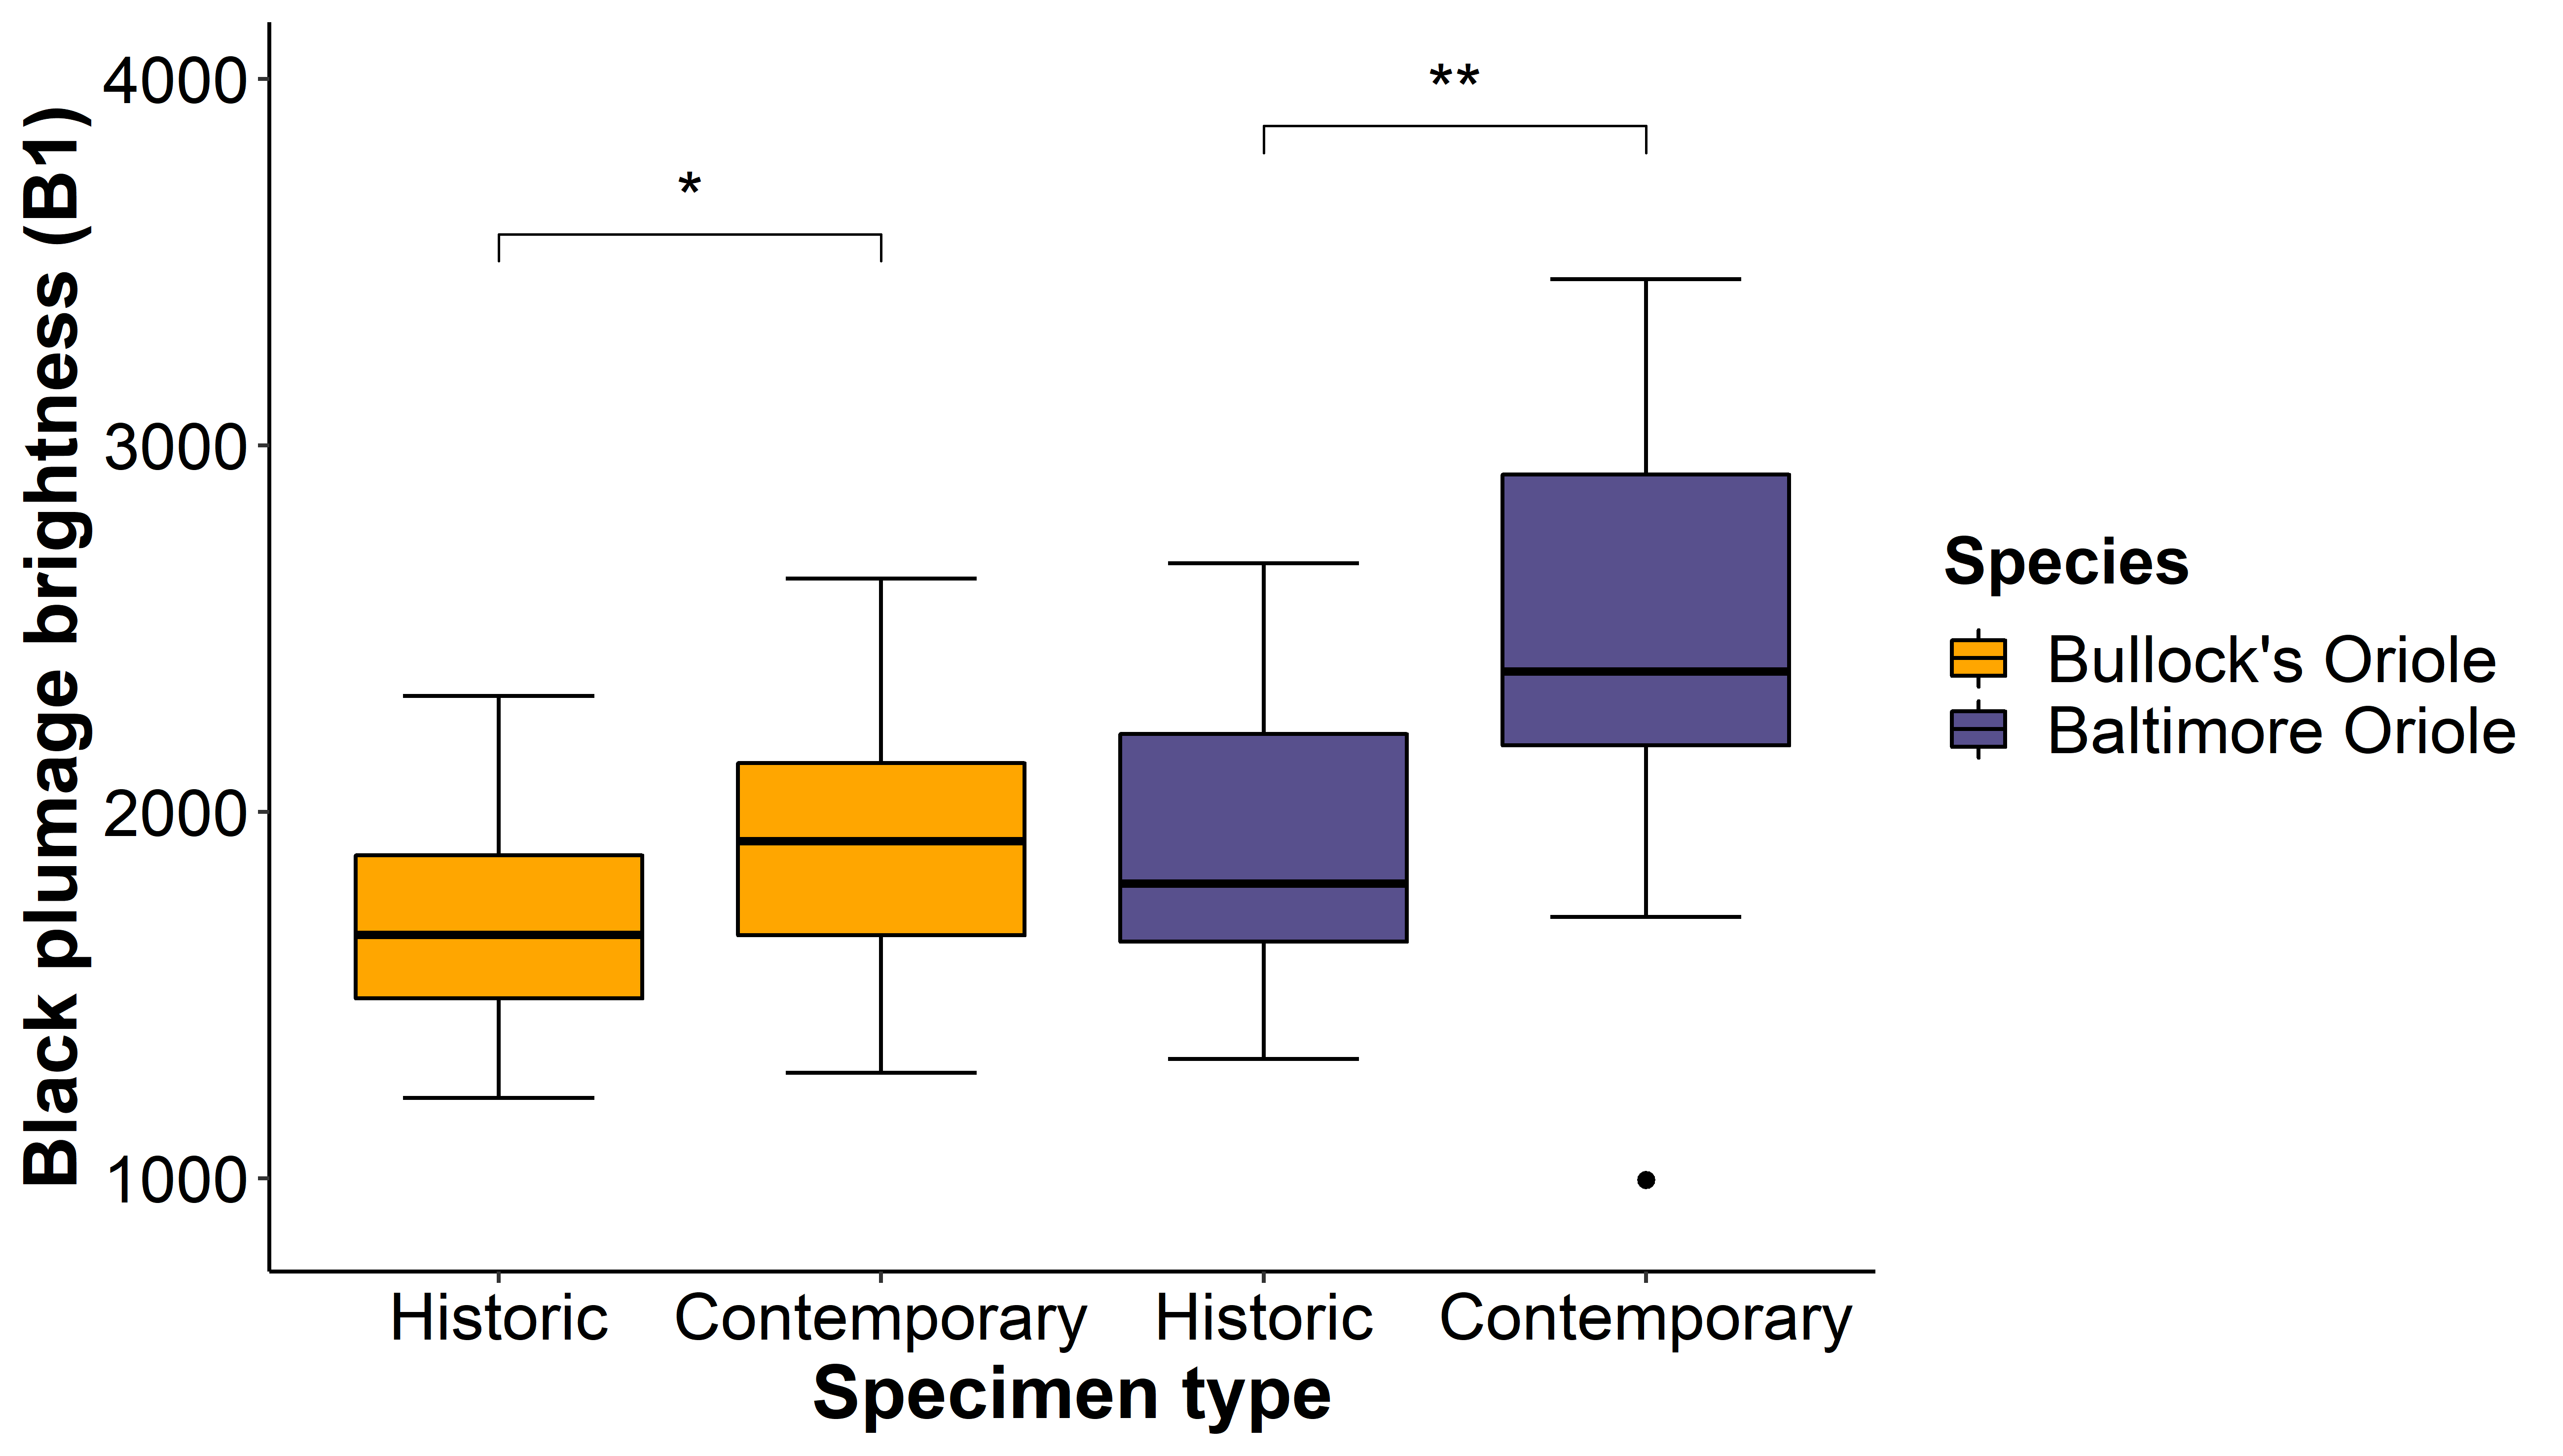 Black plumage brightness (B1)
4000
3000
2000
1000
*
**
Historic
Contemporary
Historic
Contemporary
Specimen type
Species
Bullock's Oriole
Baltimore Oriole